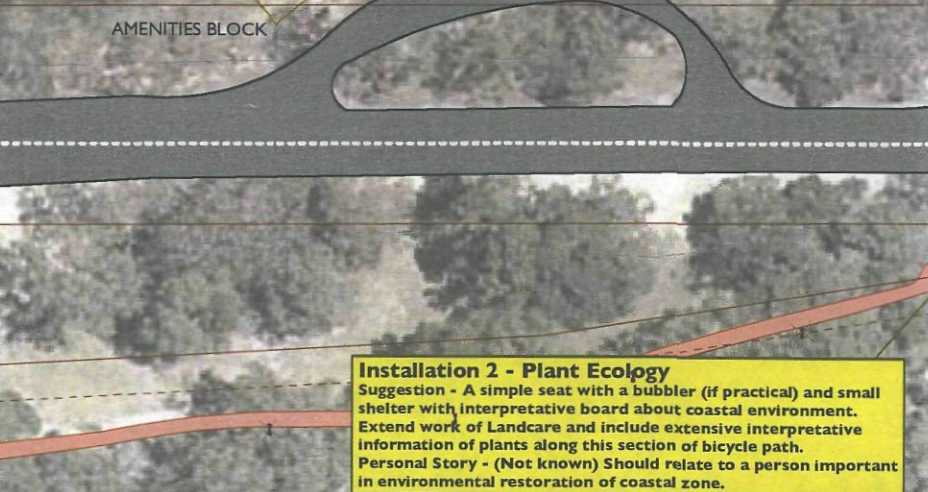 AMENITIES BLOCK
Installation 2 - Plant Ecology
Suggestion - A simple seat with a bubbler (if practical) and small
shelter with interpretative board about coastal environment.
Extend work of Landcare and include extensive interpretative
information of plants along this section of bicycle path.
Personal Story - (Not known) Should relate to a person important
in environmental restoration of coastal zone.